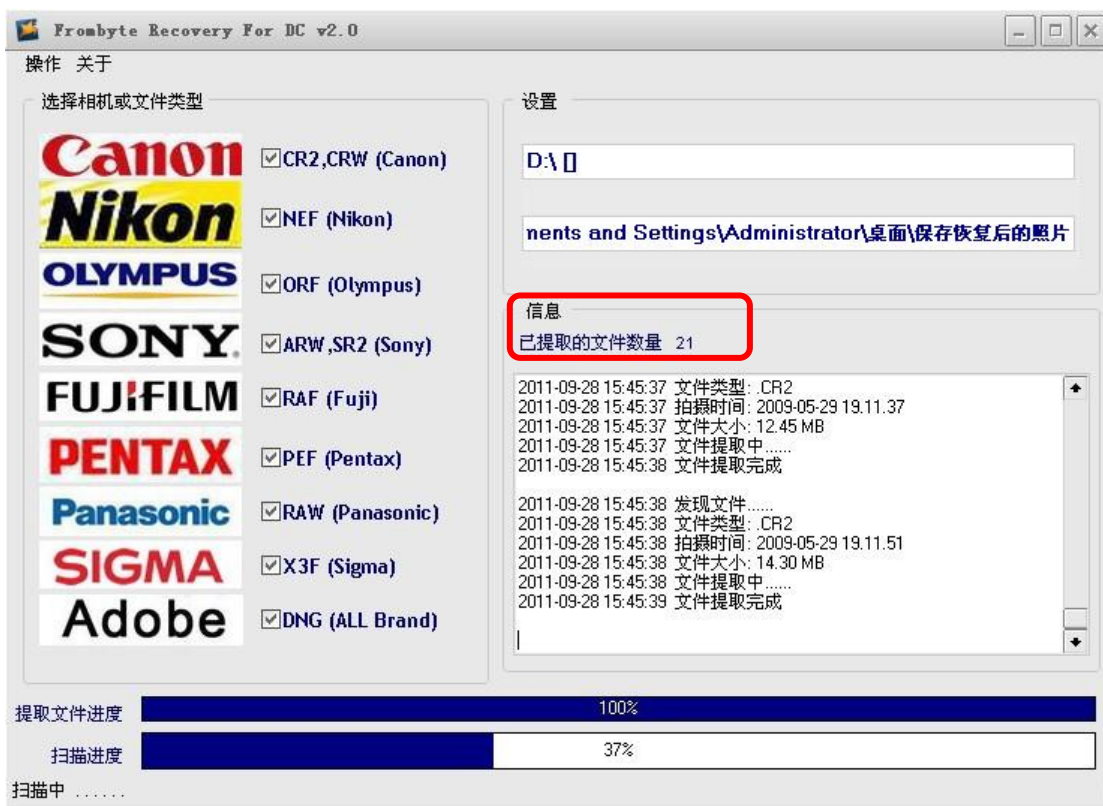 Frombyte Recovery For DC v2.0
操作 关于
选择相机或文件类型
Canon
CR2,CRW (Canon)
Nikon
NEF (Nikon)
OLYMPUS
ORF (Olympus)
SONY
ARW,SR2 (Sony)
FUJIFILM
RAF (Fuji)
PENTAX
PEF (Pentax)
Panasonic
RAW (Panasonic)
SIGMA
X3F (Sigma)
Adobe
DNG (ALL Brand)
设置
D:\ []
ments and Settings\Administrator\桌面\保存恢复后的照片
信息
已提取的文件数量 21
2011-09-28 15:45:37 文件类型: .CR2
2011-09-28 15:45:37 拍摄时间: 2009-05-29 19.11.37
2011-09-28 15:45:37 文件大小: 12.45 MB
2011-09-28 15:45:37 文件提取中......
2011-09-28 15:45:38 文件提取完成
2011-09-28 15:45:38 发现文件......
2011-09-28 15:45:38 文件类型: .CR2
2011-09-28 15:45:38 拍摄时间: 2009-05-29 19.11.51
2011-09-28 15:45:38 文件大小: 14.30 MB
2011-09-28 15:45:38 文件提取中......
2011-09-28 15:45:39 文件提取完成
提取文件进度 100%
扫描进度 37%
扫描中 ......